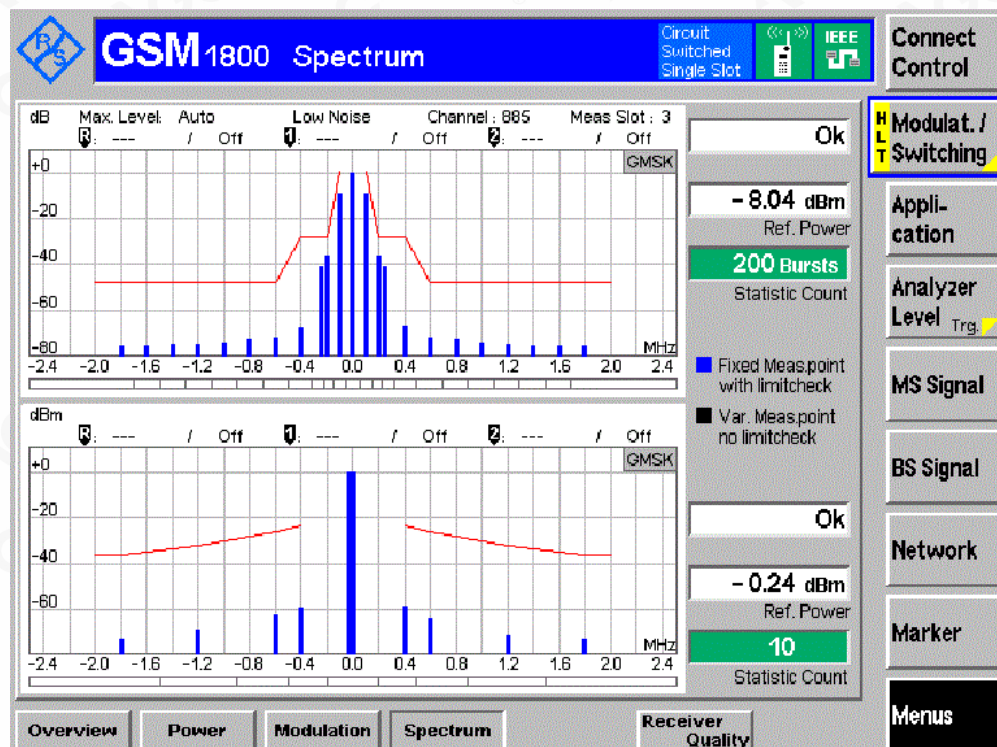 R/S
GSM 1800 Spectrum
Circuit Switched Single Slot
IEEE
Connect Control
dB Max. Level: Auto Low Noise Channel : 885 Meas Slot : 3
R: --- / Off 1: --- / Off 2: --- / Off
GMSK
+0
-20
-40
-60
-80
MHz
-2.4 -2.0 -1.6 -1.2 -0.8 -0.4 0.0 0.4 0.8 1.2 1.6 2.0 2.4
Ok
- 8.04 dBm
Ref. Power
200 Bursts
Statistic Count
Fixed Meas.point
with limitcheck
Var. Meas.point
no limitcheck
dBm
R: --- / Off 1: --- / Off 2: --- / Off
GMSK
+0
-20
-40
-60
MHz
-2.4 -2.0 -1.6 -1.2 -0.8 -0.4 0.0 0.4 0.8 1.2 1.6 2.0 2.4
Ok
- 0.24 dBm
Ref. Power
10
Statistic Count
HLT
Modulat. /
Switching
Appli-
cation
Analyzer
Level Trg.
MS Signal
BS Signal
Network
Marker
Menus
Overview
Power
Modulation
Spectrum
Receiver
Quality